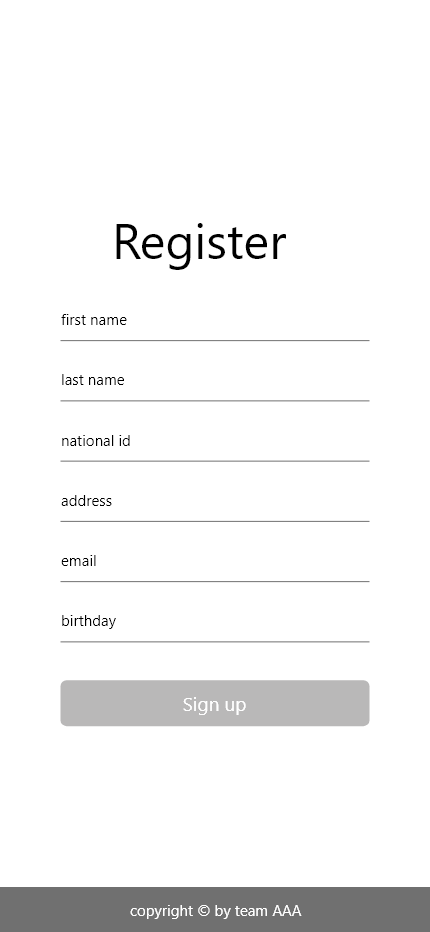 Register
first name
last name
national id
address
email
birthday
Sign up
copyright © by team AAA